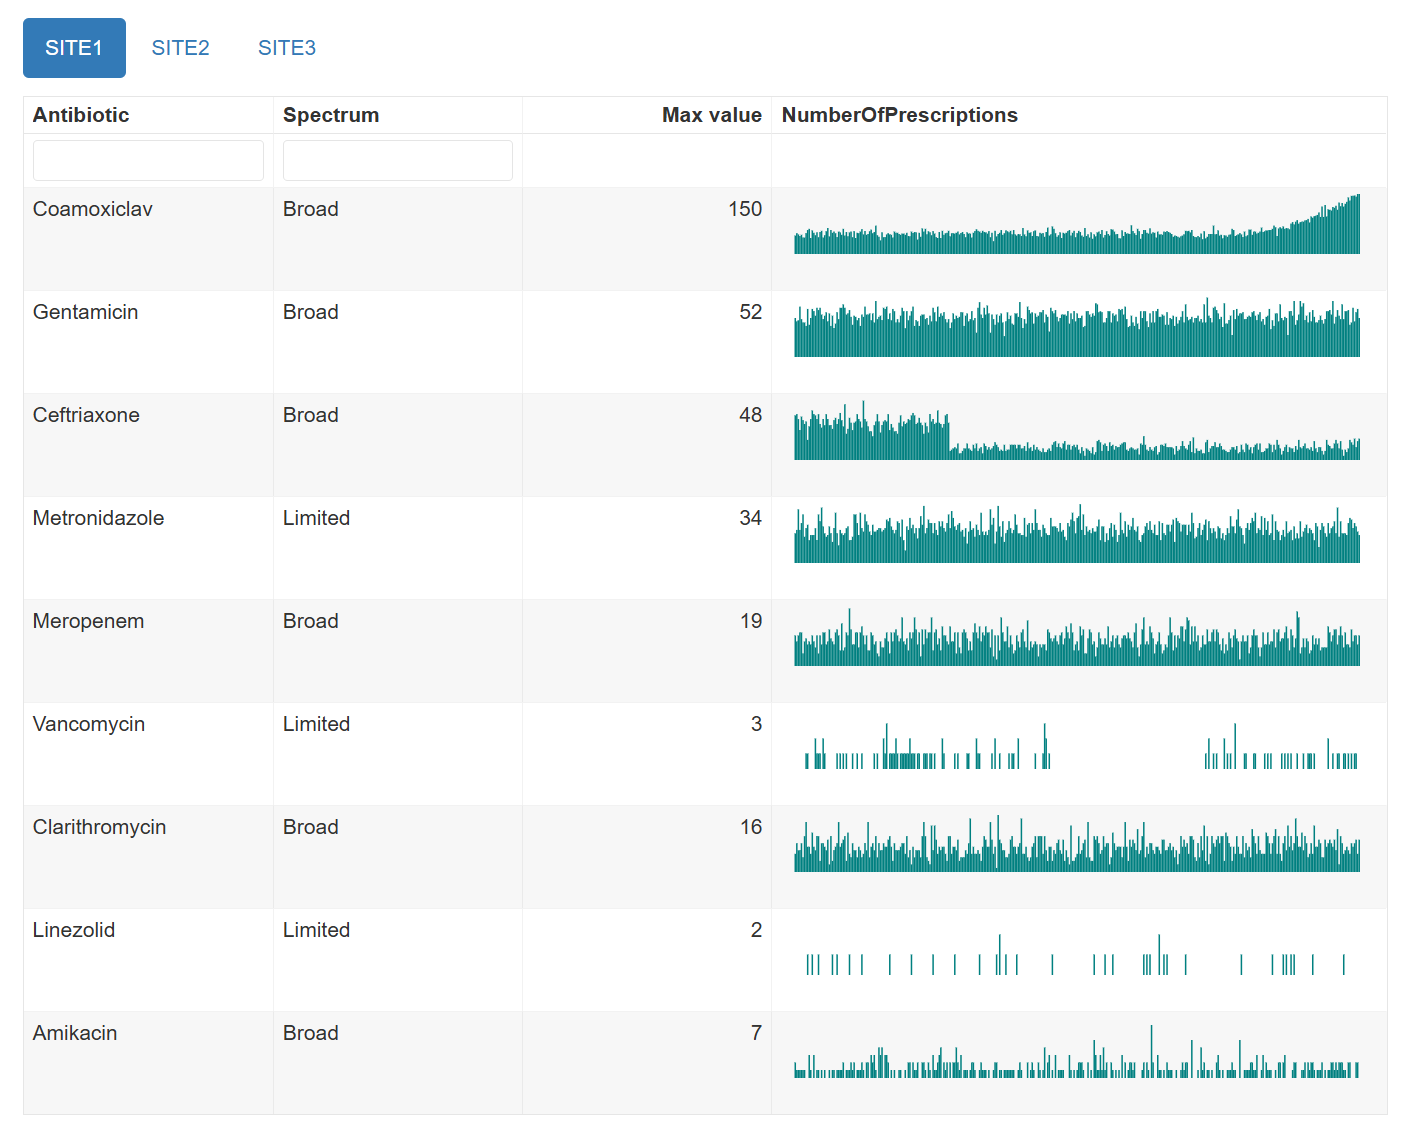 SITE1 SITE2 SITE3
Antibiotic Spectrum Max value NumberOfPrescriptions
Coamoxiclav Broad 150
Gentamicin Broad 52
Ceftriaxone Broad 48
Metronidazole Limited 34
Meropenem Broad 19
Vancomycin Limited 3
Clarithromycin Broad 16
Linezolid Limited 2
Amikacin Broad 7